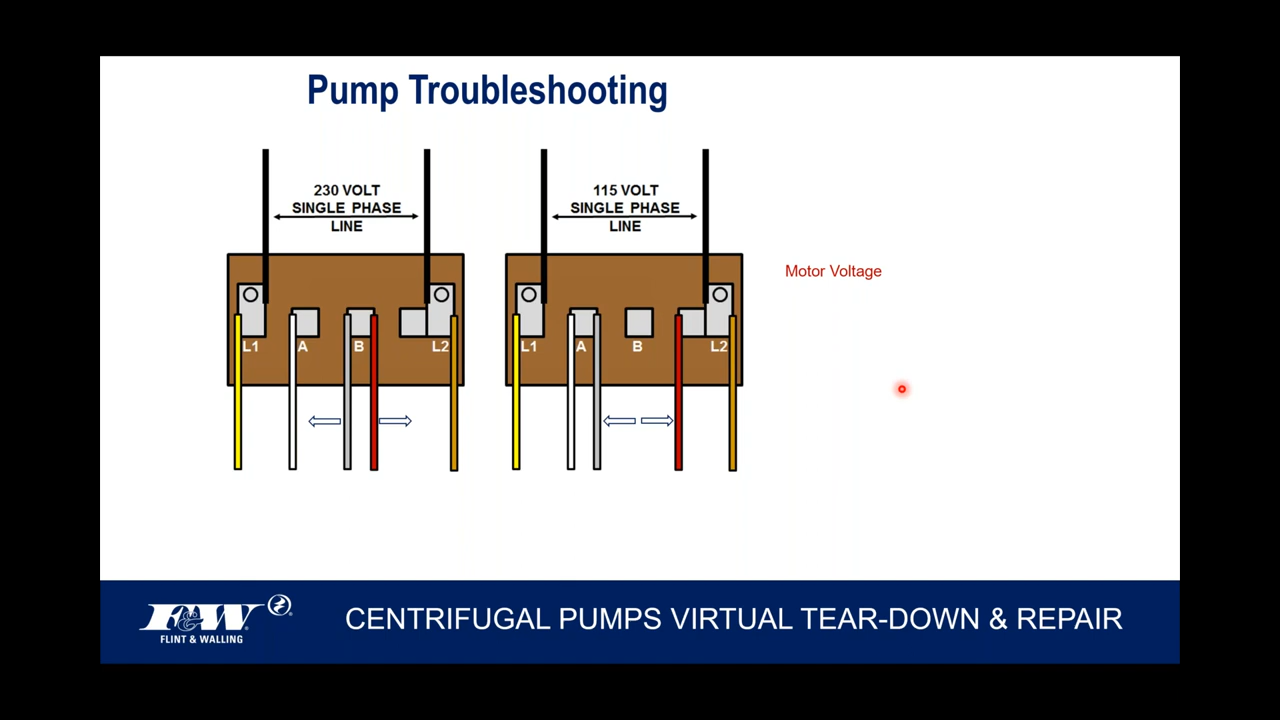 Pump Troubleshooting
230 VOLT
SINGLE PHASE
LINE
115 VOLT
SINGLE PHASE
LINE
Motor Voltage
L1 A B L2
L1 A B L2
F&W
FLINT & WALLING
CENTRIFUGAL PUMPS VIRTUAL TEAR-DOWN & REPAIR